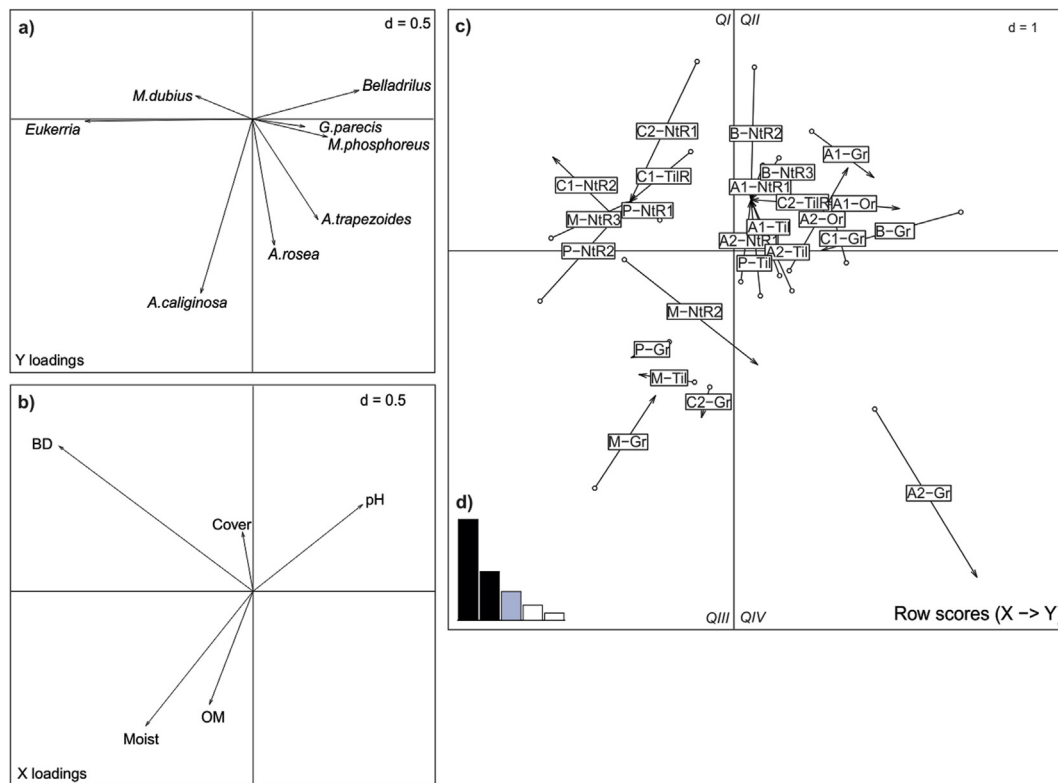 a)
d = 0.5
M.dubius
Belladrilus
Eukerria
G.parecis
M.phosphoreus
A.trapezoides
A.rosea
A.caliginosa
Y loadings
b)
d = 0.5
BD
pH
Cover
Moist
OM
X loadings
c)
QI
QII
d = 1
C2−NtR1
B−NtR2
A1−Gr
C1−TilR
B−NtR3
C1−NtR2
A1−NtR1
C2−TilR
A1−Or
P−NtR1
M−NtR3
A2−Or
A1−Til
B−Gr
A2−NtR1
C1−Gr
P−NtR2
A2−Til
P−Til
M−NtR2
P−Gr
M−Til
C2−Gr
M−Gr
A2−Gr
d)
QIII
QIV
Row scores (X −> Y)